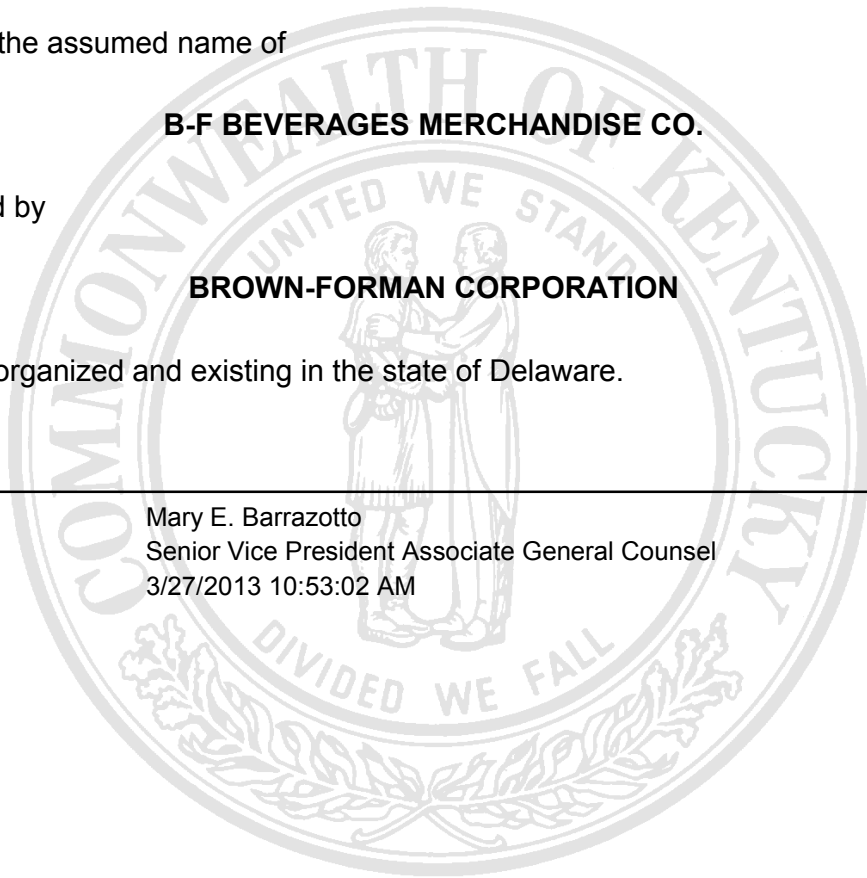 the assumed name of
B-F BEVERAGES MERCHANDISE CO.
d by
BROWN-FORMAN CORPORATION
organized and existing in the state of Delaware.
Mary E. Barrazotto
Senior Vice President Associate General Counsel
3/27/2013 10:53:02 AM
COMMONWEALTH OF KENTUCKY
UNITED WE STAND
DIVIDED WE FALL